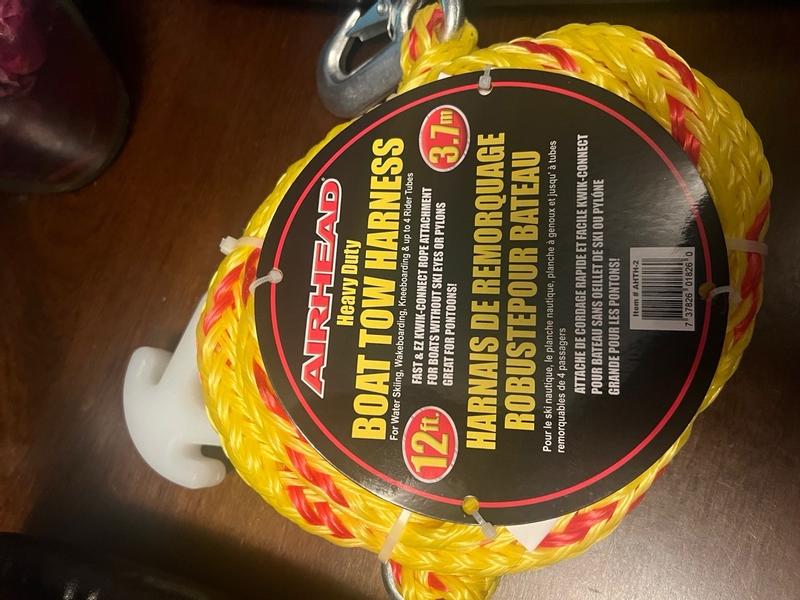 AIRHEAD®
Heavy Duty
BOAT TOW HARNESS
For Water Skiing, Wakeboarding, Kneeboarding & up to 4 Rider Tubes
12 ft.
FAST & EZ KWIK-CONNECT ROPE ATTACHMENT
FOR BOATS WITHOUT SKI EYES OR PYLONS
GREAT FOR PONTOONS!
3.7m
HARNAIS DE REMORQUAGE
ROBUSTEPOUR BATEAU
Pour le ski nautique, le planche nautique, planche à genoux et jusqu' à tubes
remorquables de 4 passagers
ATTACHE DE CORDAGE RAPIDE ET FACILE KWIK-CONNECT
POUR BATEAU SANS OEILLET DE SKI OU PYLONE
GRANDE POUR LES PONTONS!
Item # AHTH-2
7 37826 01826 0